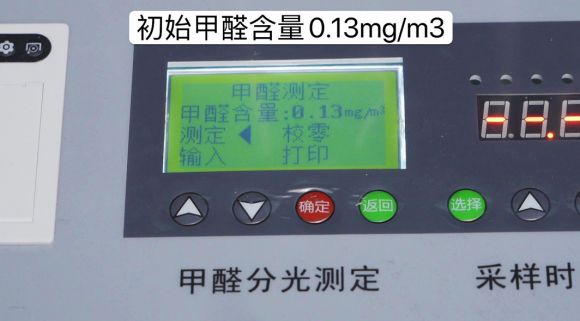 初始甲醛含量0.13mg/m3
甲醛测定
甲醛含量:0.13mg/m³
测定 ◀ 校零
输入 打印
确定
返回
选择
甲醛分光测定
采样时